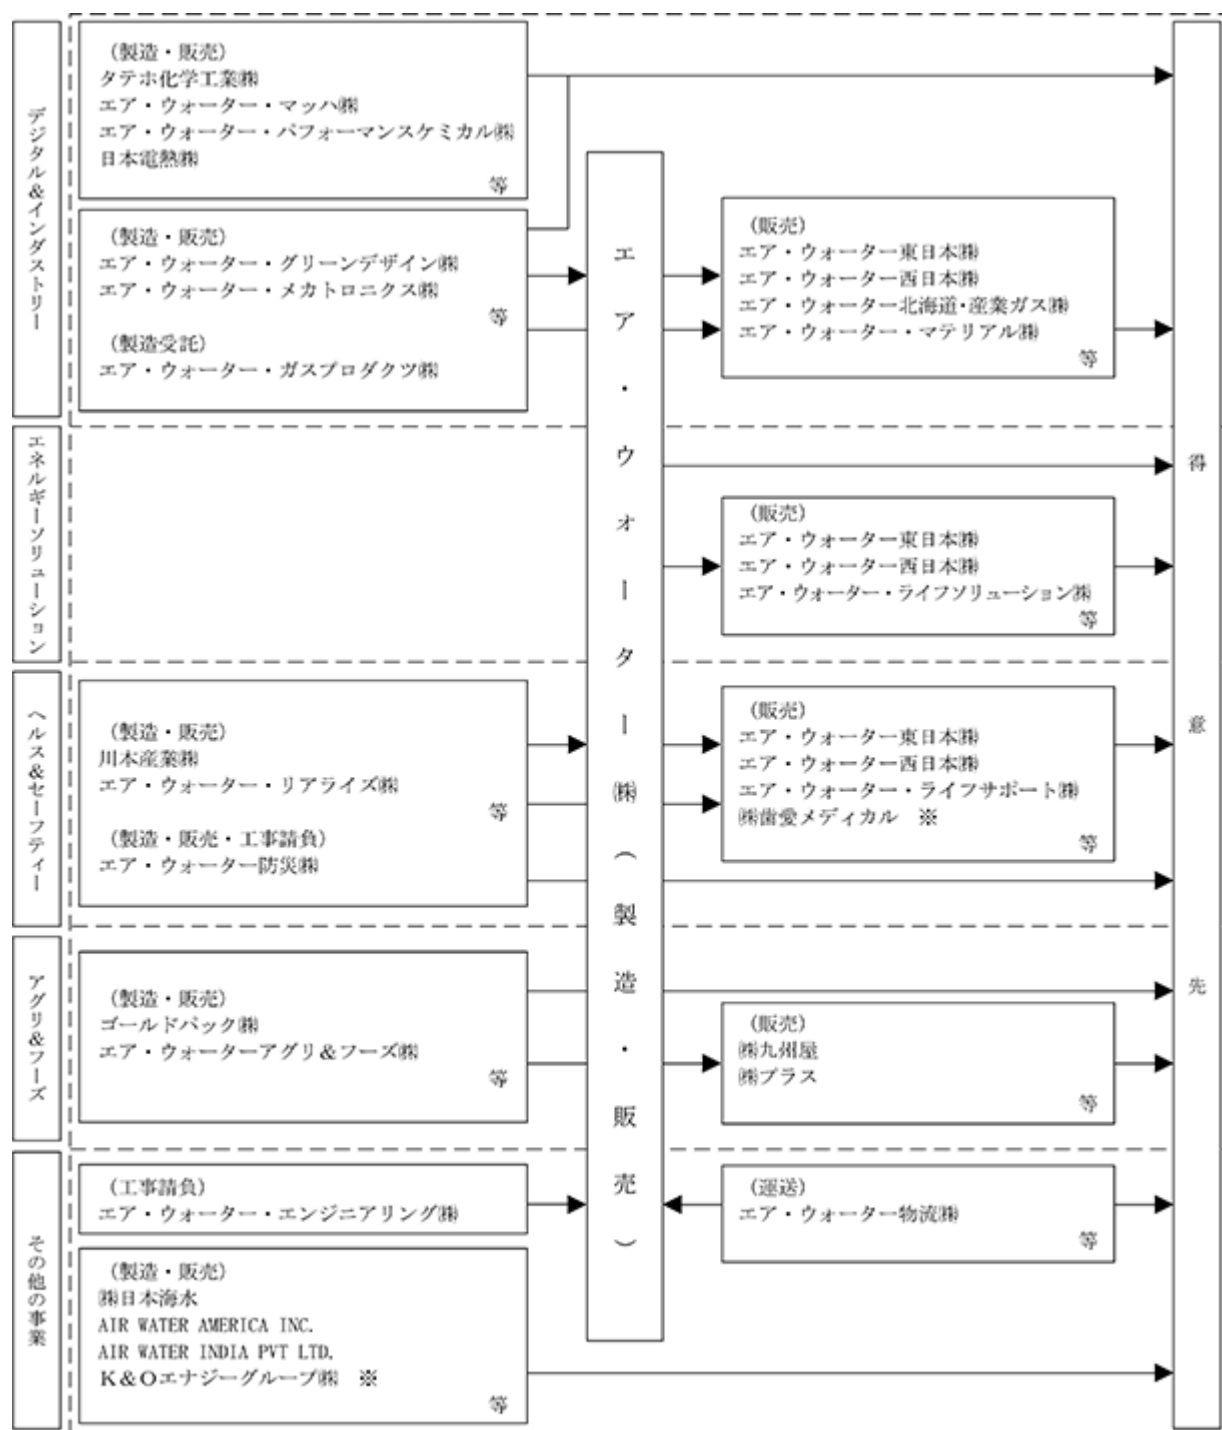 デジタル&インダストリー
(製造・販売)
タテホ化学工業㈱
エア・ウォーター・マッハ㈱
エア・ウォーター・パフォーマンスケミカル㈱
日本電熱㈱
等
(製造・販売)
エア・ウォーター・グリーンデザイン㈱
エア・ウォーター・メカトロニクス㈱
等
(製造受託)
エア・ウォーター・ガスプロダクツ㈱
エア・ウォーター㈱(製造・販売)
(販売)
エア・ウォーター東日本㈱
エア・ウォーター西日本㈱
エア・ウォーター北海道・産業ガス㈱
エア・ウォーター・マテリアル㈱
等
得意先
エネルギーソリューション
(販売)
エア・ウォーター東日本㈱
エア・ウォーター西日本㈱
エア・ウォーター・ライフソリューション㈱
等
ヘルス&セーフティー
(製造・販売)
川本産業㈱
エア・ウォーター・リアライズ㈱
等
(製造・販売・工事請負)
エア・ウォーター防災㈱
(販売)
エア・ウォーター東日本㈱
エア・ウォーター西日本㈱
エア・ウォーター・ライフサポート㈱
㈱歯愛メディカル ※
等
アグリ&フーズ
(製造・販売)
ゴールドパック㈱
エア・ウォーターアグリ&フーズ㈱
等
(販売)
㈱九州屋
㈱プラス
等
その他の事業
(工事請負)
エア・ウォーター・エンジニアリング㈱
(運送)
エア・ウォーター物流㈱
等
(製造・販売)
㈱日本海水
AIR WATER AMERICA INC.
AIR WATER INDIA PVT LTD.
K&Oエナジーグループ㈱ ※
等